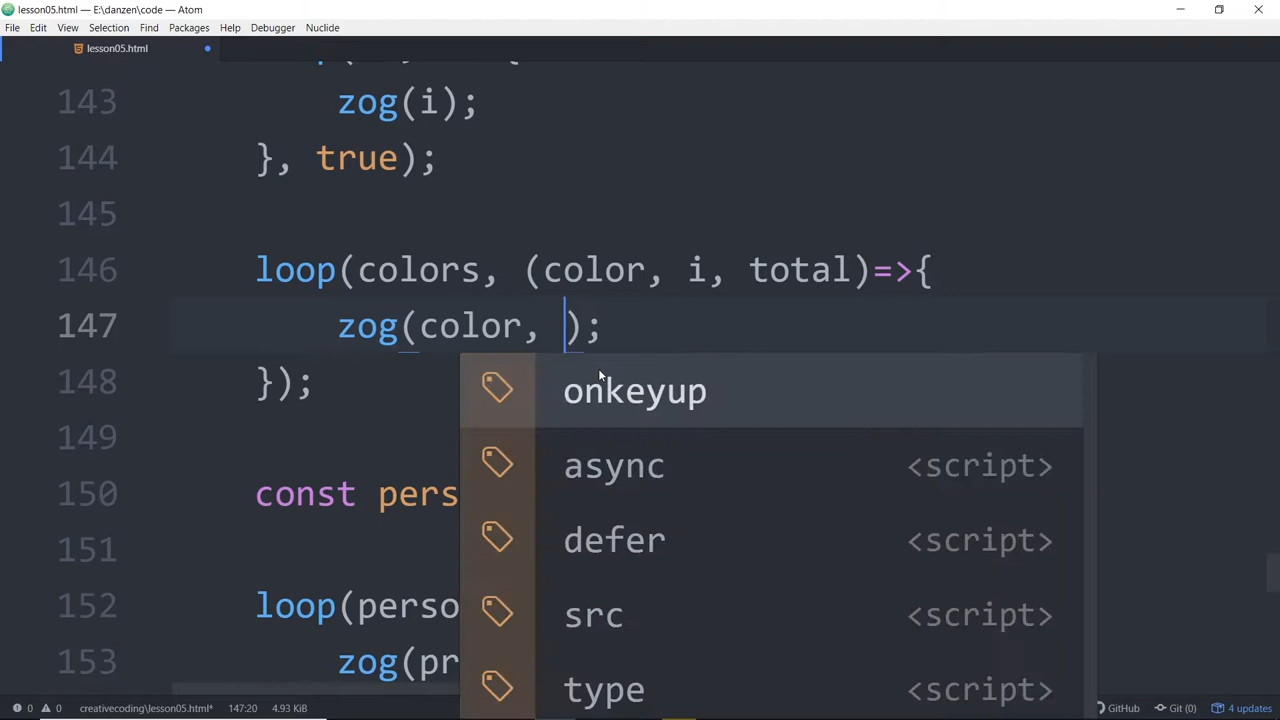 lesson05.html — E:\danzen\code — Atom
File Edit View Selection Find Packages Help Debugger Nuclide
lesson05.html
143 zog(i);
144 }, true);
145
146 loop(colors, (color, i, total)=>{
147 zog(color, );
148 });
onkeyup
149
async <script>
150 const pers
defer <script>
151
152 loop(perso
src <script>
153 zog(pr
type <script>
0 0 creativecoding\lesson05.html* 147:20 4.93 KiB GitHub Git (0) 4 updates